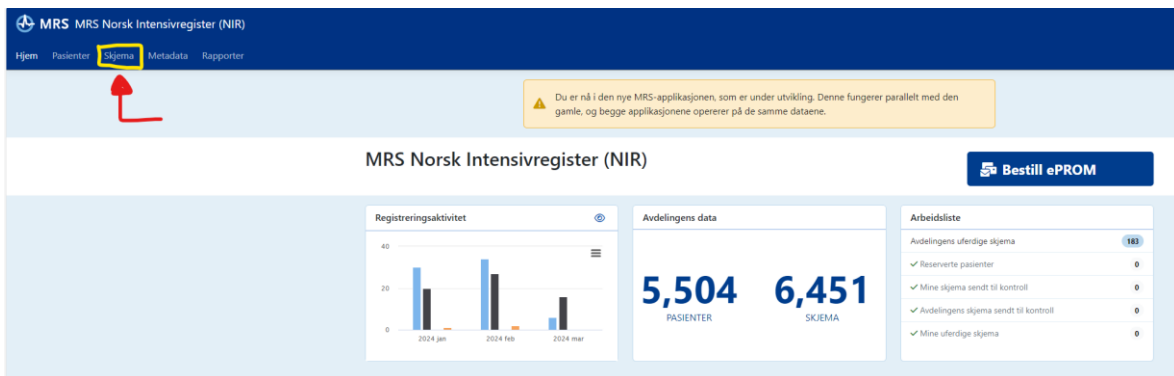 MRS MRS Norsk Intensivregister (NIR)
Hjem Pasienter Skjema Metadata Rapporter
Du er nå i den nye MRS-applikasjonen, som er under utvikling. Denne fungerer parallelt med den
gamle, og begge applikasjonene opererer på de samme dataene.
MRS Norsk Intensivregister (NIR)
Bestill ePROM
Registreringsaktivitet
40
20
0
2024 jan 2024 feb 2024 mar
Avdelingens data
5,504 6,451
PASIENTER SKJEMA
Arbeidsliste
Avdelingens uferdige skjema 183
Reserverte pasienter 0
Mine skjema sendt til kontroll 0
Avdelingens skjema sendt til kontroll 0
Mine uferdige skjema 0